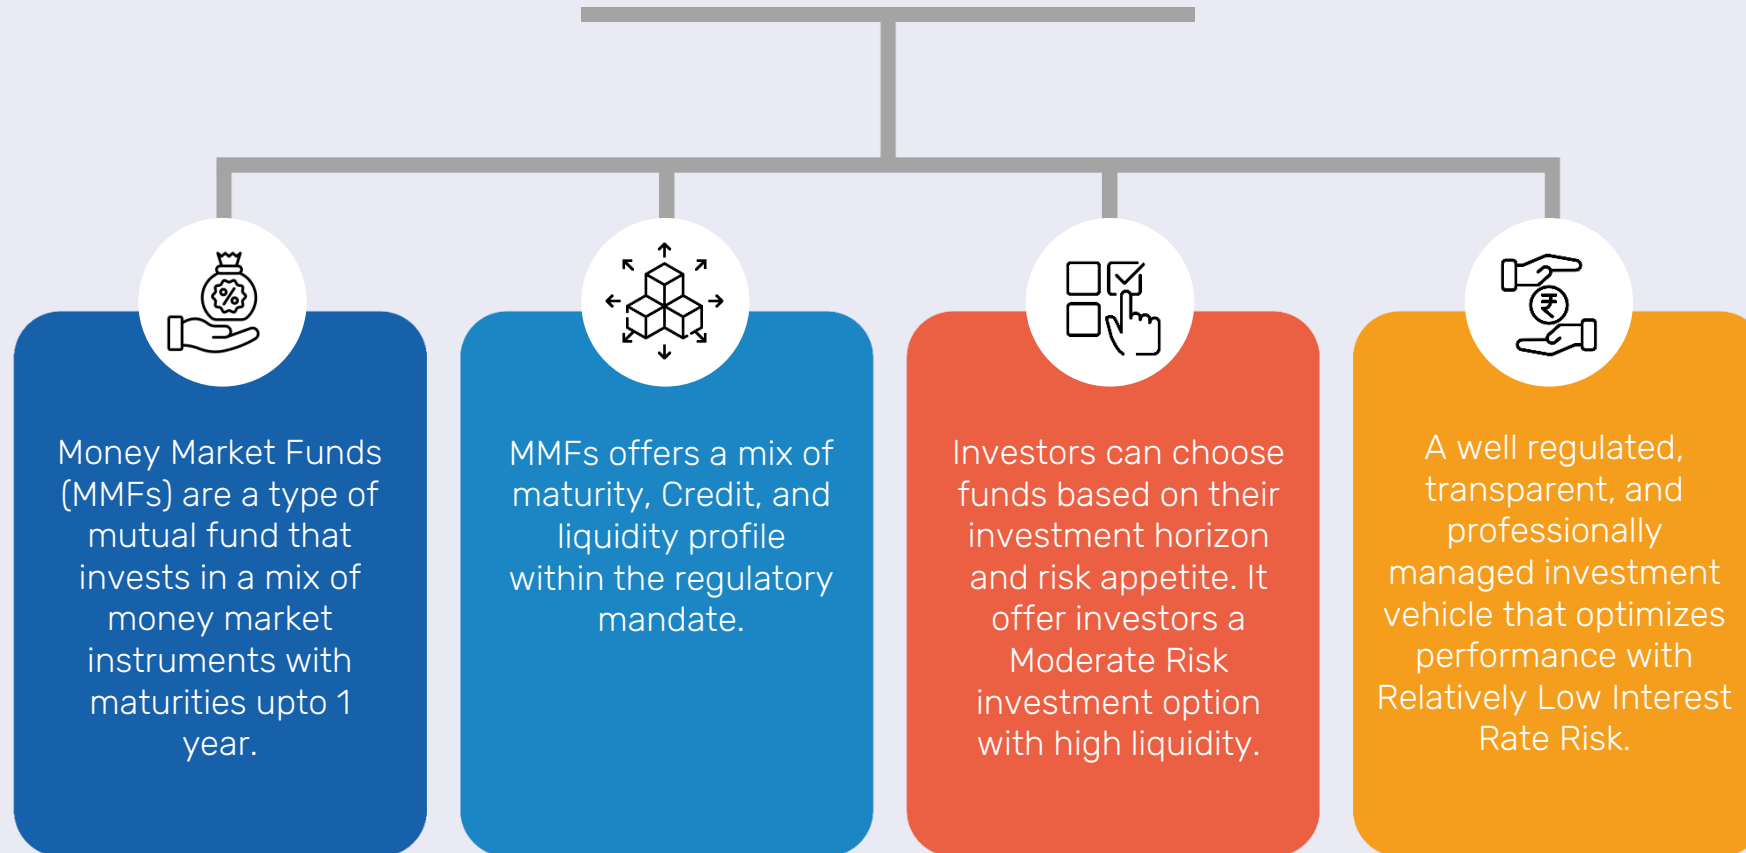 Money Market Funds
(MMFs) are a type of
mutual fund that
invests in a mix of
money market
instruments with
maturities upto 1
year.
MMFs offers a mix of
maturity, Credit, and
liquidity profile
within the regulatory
mandate.
Investors can choose
funds based on their
investment horizon
and risk appetite. It
offer investors a
Moderate Risk
investment option
with high liquidity.
A well regulated,
transparent, and
professionally
managed investment
vehicle that optimizes
performance with
Relatively Low Interest
Rate Risk.